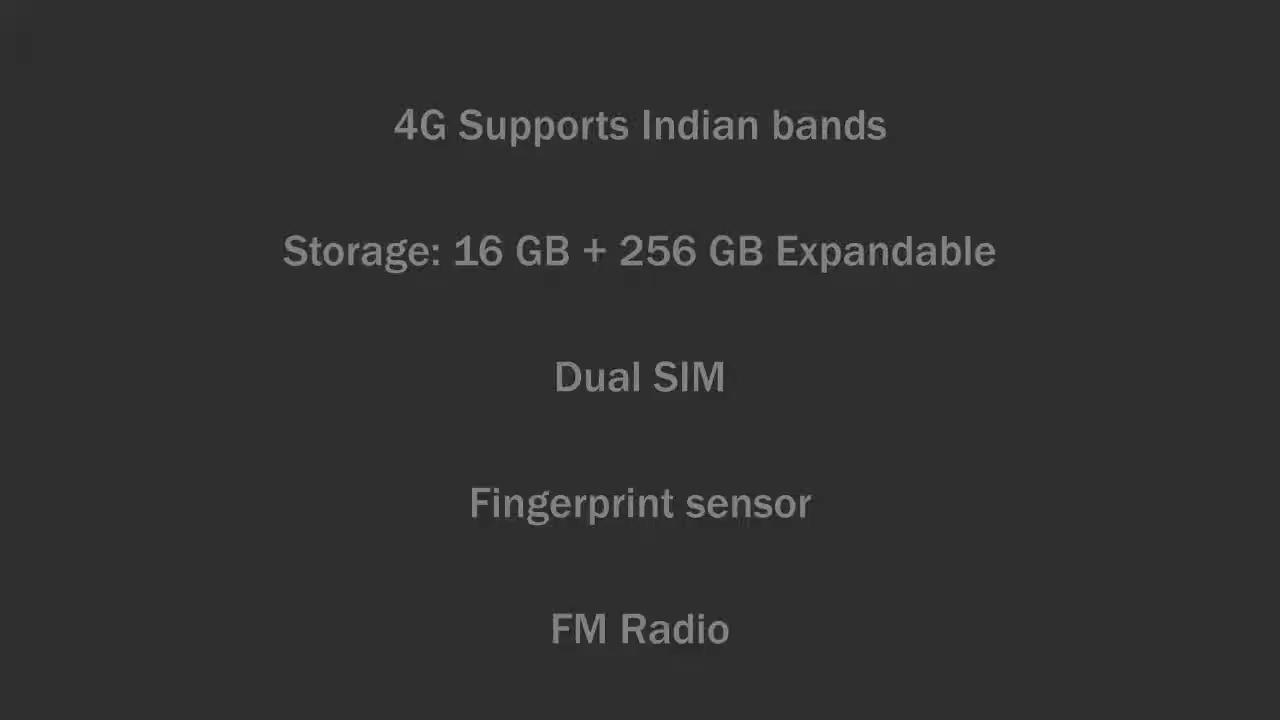 4G Supports Indian bands
Storage: 16 GB + 256 GB Expandable
Dual SIM
Fingerprint sensor
FM Radio